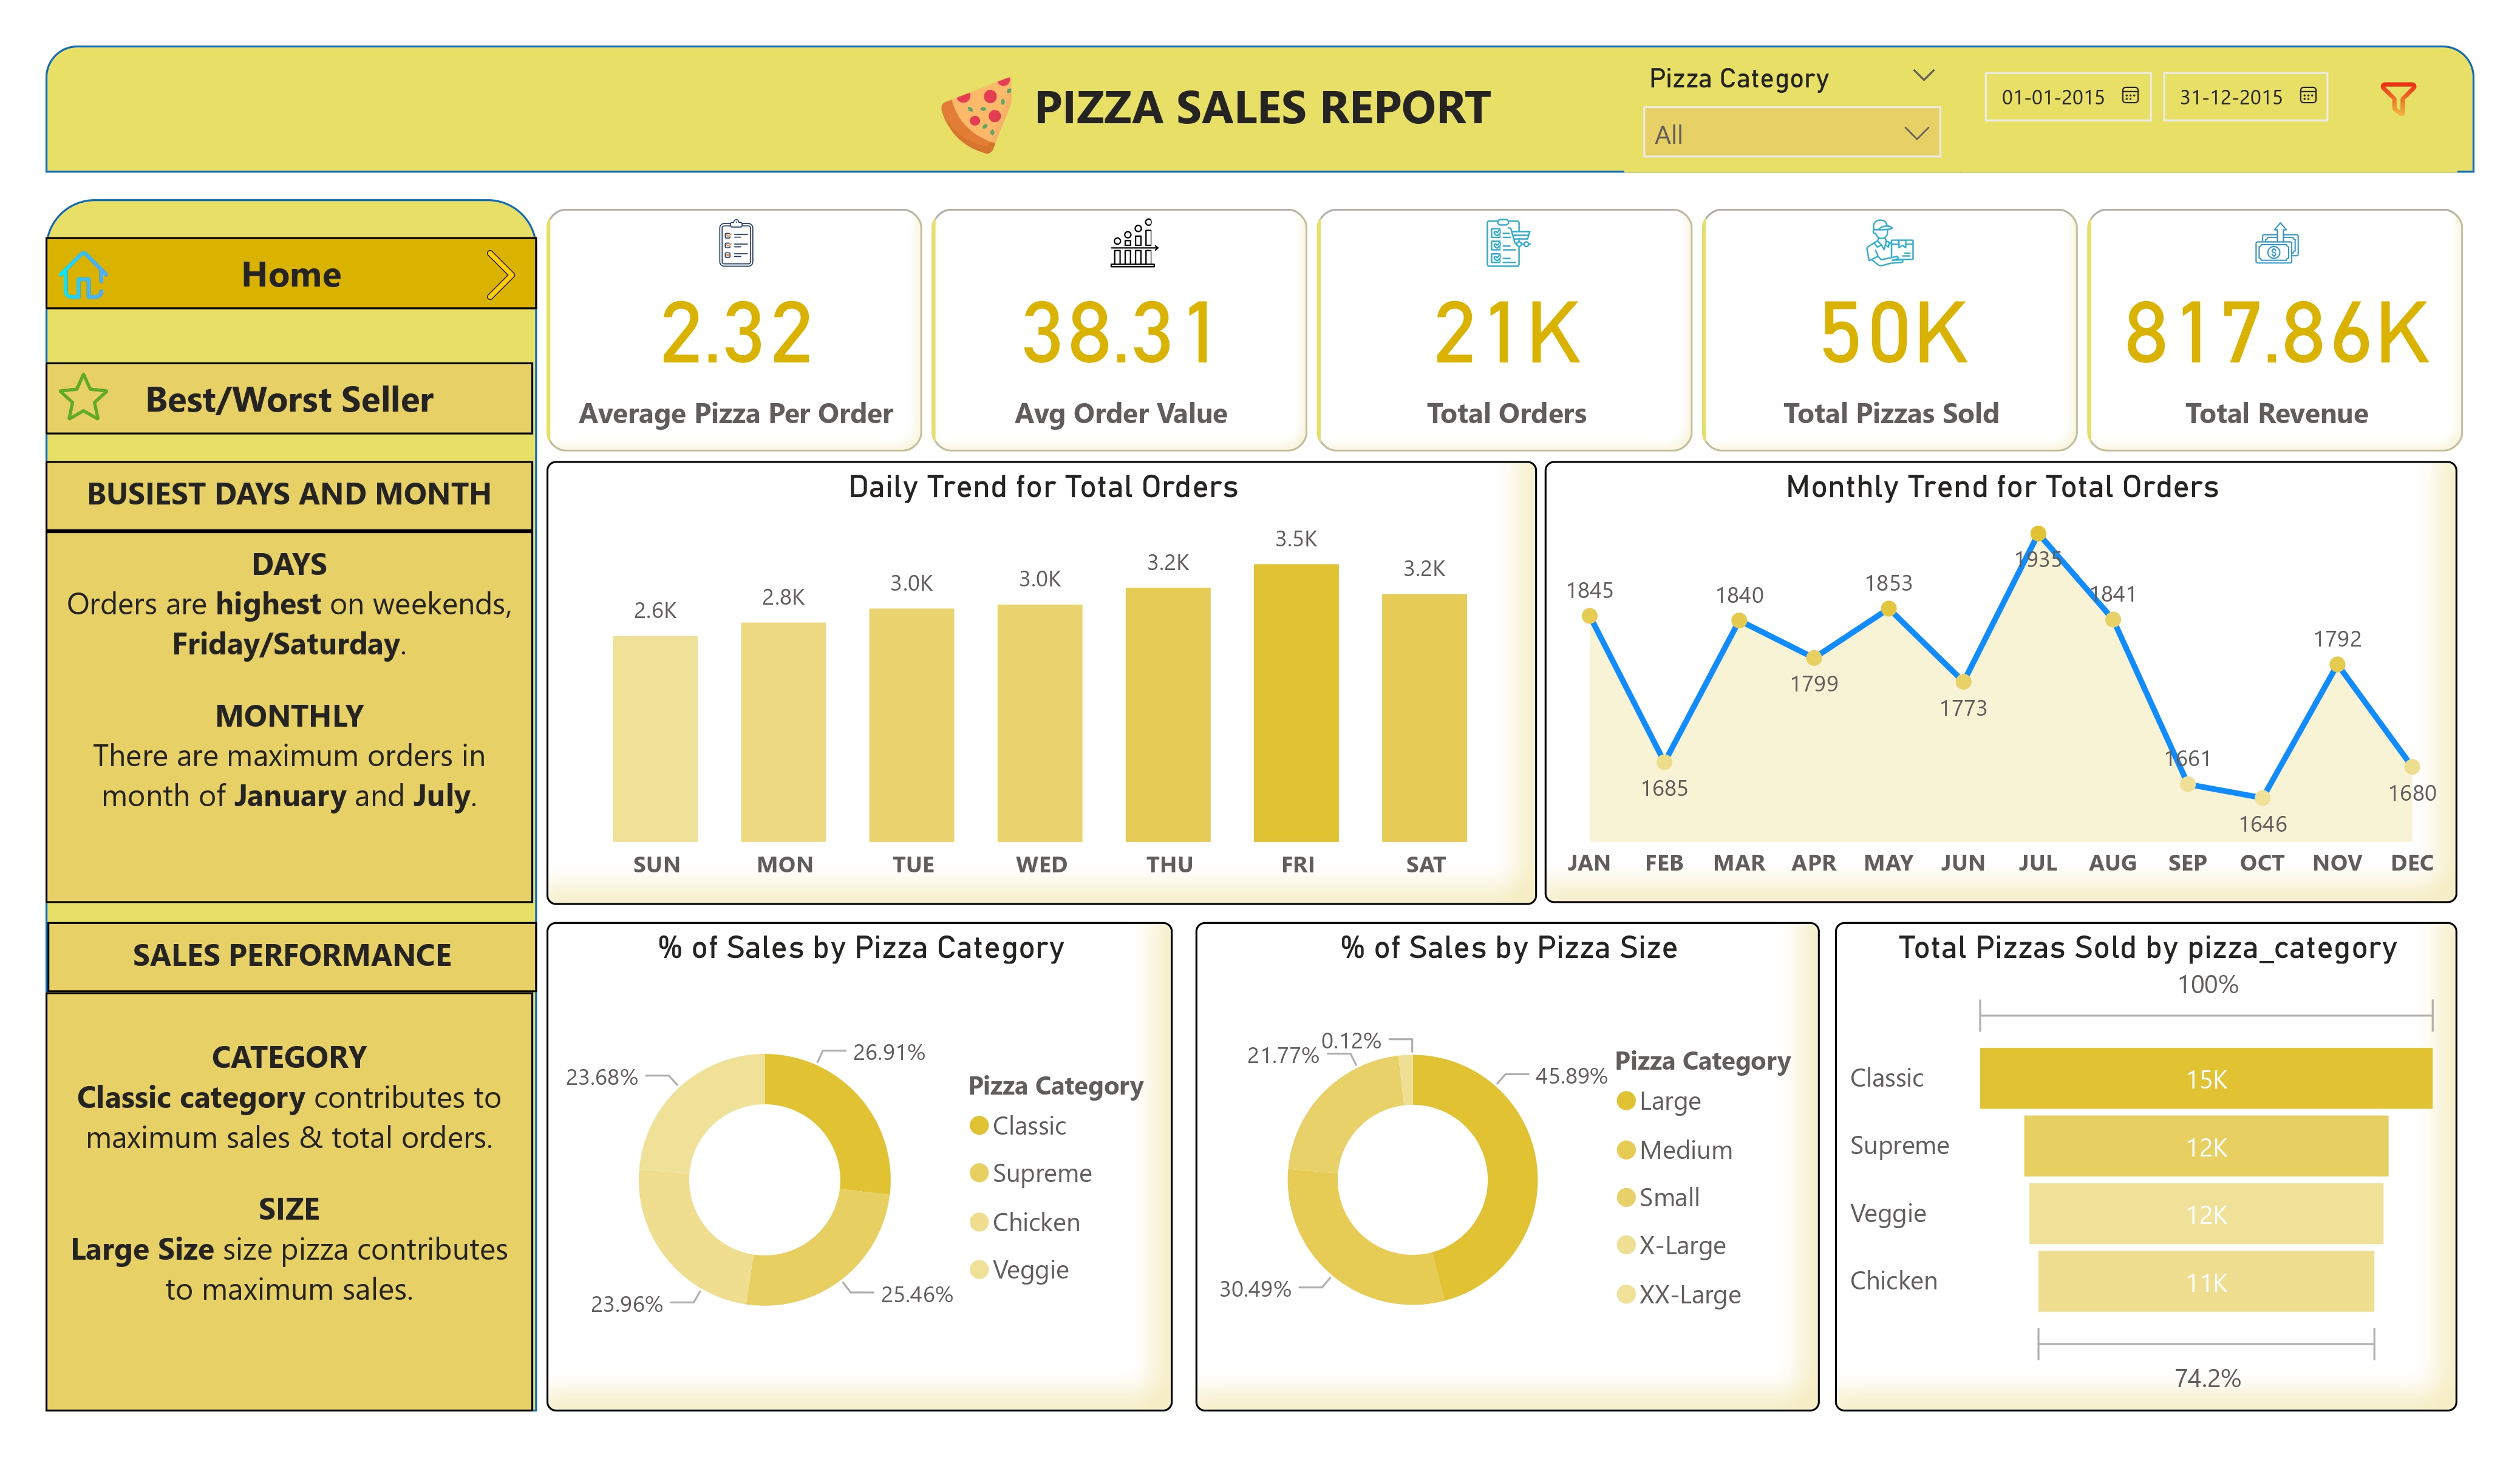 PIZZA SALES REPORT
Pizza Category
All
01-01-2015
31-12-2015
Home
Best/Worst Seller
BUSIEST DAYS AND MONTH
DAYS
Orders are highest on weekends,
Friday/Saturday.
MONTHLY
There are maximum orders in
month of January and July.
SALES PERFORMANCE
CATEGORY
Classic category contributes to
maximum sales & total orders.
SIZE
Large Size size pizza contributes
to maximum sales.
2.32
Average Pizza Per Order
38.31
Avg Order Value
21K
Total Orders
50K
Total Pizzas Sold
817.86K
Total Revenue
Daily Trend for Total Orders
2.6K
2.8K
3.0K
3.0K
3.2K
3.5K
3.2K
SUN MON TUE WED THU FRI SAT
Monthly Trend for Total Orders
1845
1685
1840
1799
1853
1773
1935
1841
1661
1646
1792
1680
JAN FEB MAR APR MAY JUN JUL AUG SEP OCT NOV DEC
% of Sales by Pizza Category
26.91%
25.46%
23.96%
23.68%
Pizza Category
Classic
Supreme
Chicken
Veggie
% of Sales by Pizza Size
0.12%
21.77%
45.89%
30.49%
Pizza Category
Large
Medium
Small
X-Large
XX-Large
Total Pizzas Sold by pizza_category
100%
Classic 15K
Supreme 12K
Veggie 12K
Chicken 11K
74.2%